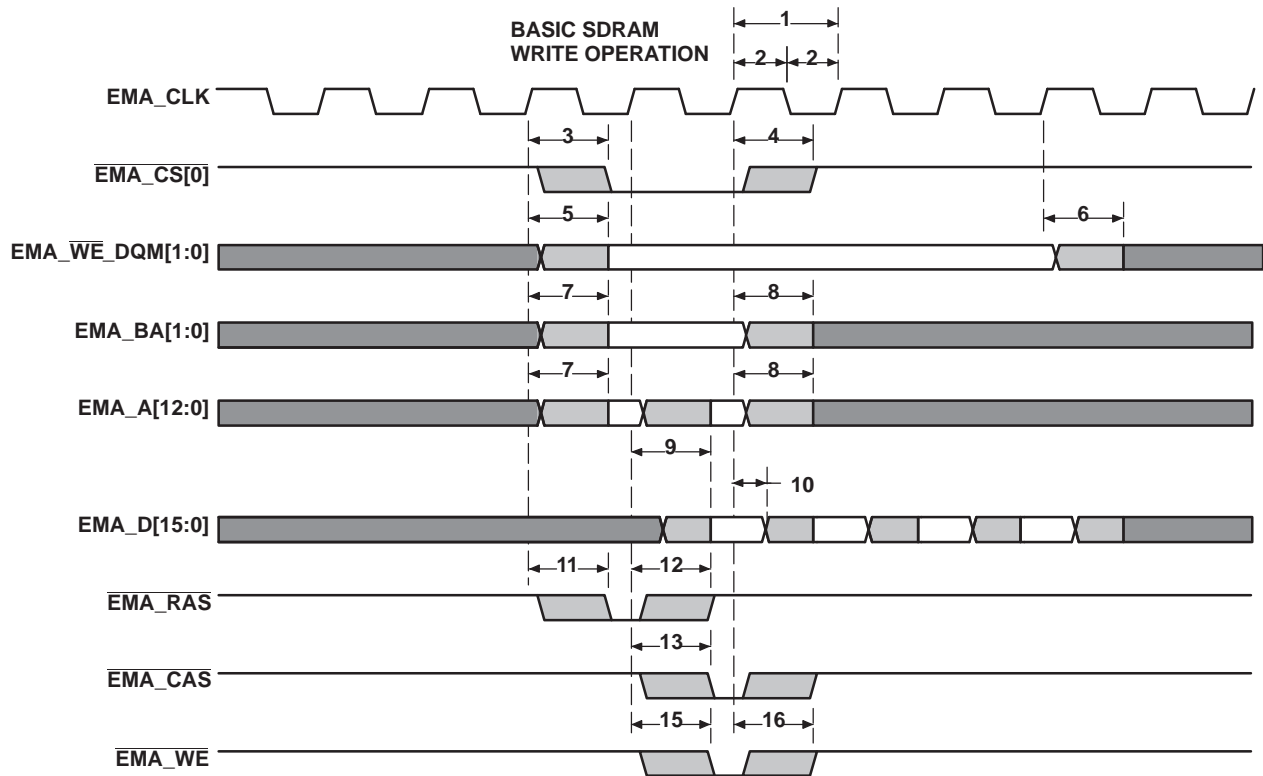 BASIC SDRAM
WRITE OPERATION
1
2 2
EMA_CLK
3 4
EMA_CS[0]
5 6
EMA_WE_DQM[1:0]
7 8
EMA_BA[1:0]
7 8
EMA_A[12:0]
9
10
EMA_D[15:0]
11 12
EMA_RAS
13
EMA_CAS
15 16
EMA_WE